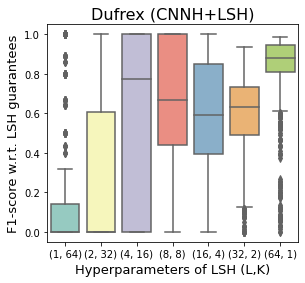 Dufrex (CNNH+LSH)
F1-score w.r.t. LSH guarantees
1.0
0.8
0.6
0.4
0.2
0.0
(1, 64) (2, 32) (4, 16) (8, 8) (16, 4) (32, 2) (64, 1)
Hyperparameters of LSH (L,K)